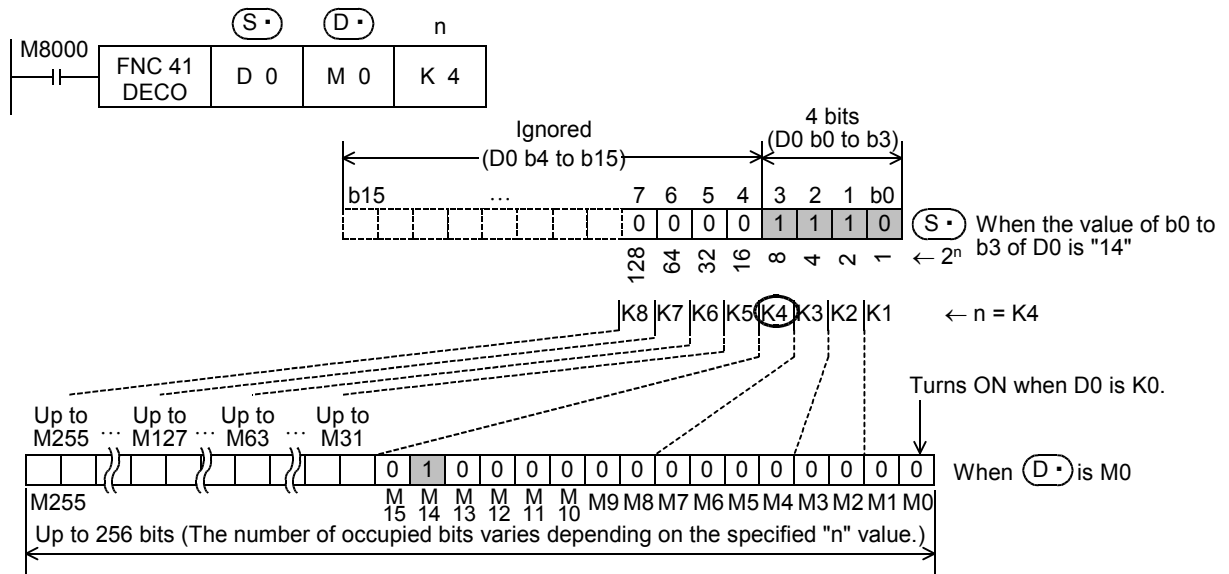 S· D· n
M8000
FNC 41 DECO D 0 M 0 K 4
4 bits
Ignored (D0 b0 to b3)
(D0 b4 to b15)
b15 … 7 6 5 4 3 2 1 b0
0 0 0 0 1 1 1 0 S· When the value of b0 to b3 of D0 is "14"
128 64 32 16 8 4 2 1 ← 2ⁿ
K8 K7 K6 K5 K4 K3 K2 K1 ← n = K4
Turns ON when D0 is K0.
Up to M255 … Up to M127 … Up to M63 … Up to M31
0 1 0 0 0 0 0 0 0 0 0 0 0 0 0 0 When D· is M0
M255 M15 M14 M13 M12 M11 M10 M9 M8 M7 M6 M5 M4 M3 M2 M1 M0
Up to 256 bits (The number of occupied bits varies depending on the specified "n" value.)